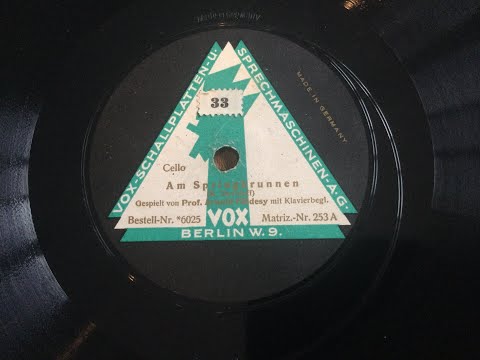 VOX-SCHALLPLATTEN-U.
SPRECHMASCHINEN-A.G.
MADE IN GERMANY
33
Cello
Am
Gespielt von Prof. mit Klavierbegl.
Bestell-Nr. *6025 VOX Matriz.-Nr. 253 A
BERLIN W. 9.